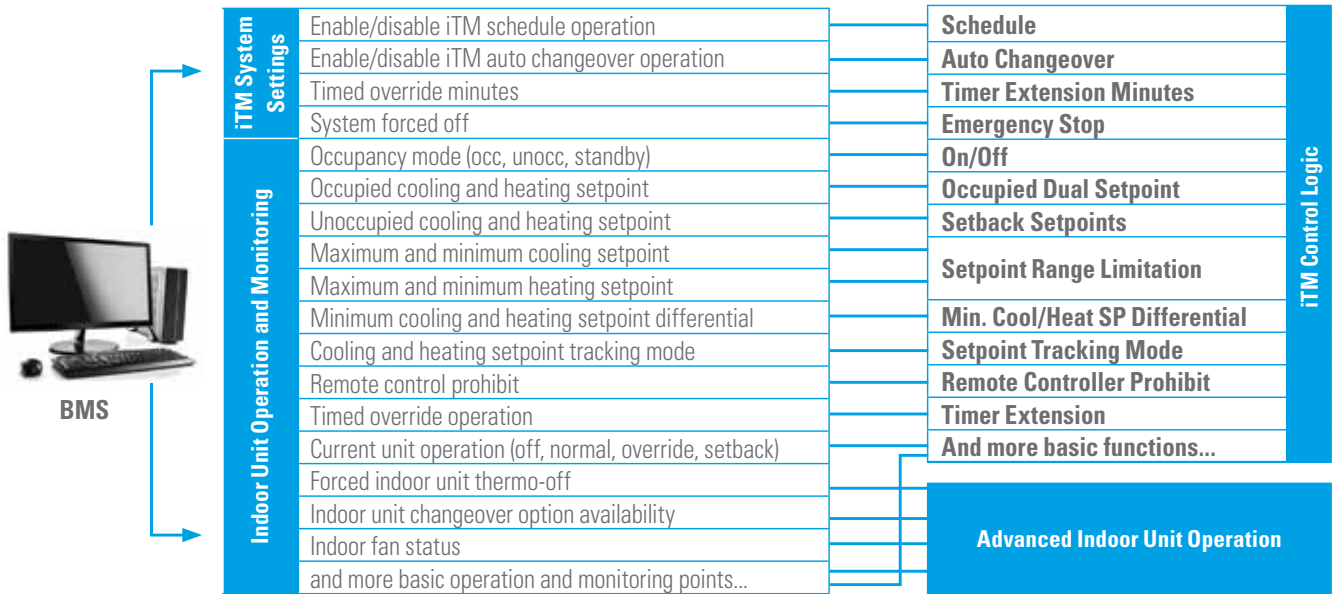 BMS
iTM System
Settings
Enable/disable iTM schedule operation
Enable/disable iTM auto changeover operation
Timed override minutes
System forced off
Indoor Unit Operation and Monitoring
Occupancy mode (occ, unocc, standby)
Occupied cooling and heating setpoint
Unoccupied cooling and heating setpoint
Maximum and minimum cooling setpoint
Maximum and minimum heating setpoint
Minimum cooling and heating setpoint differential
Cooling and heating setpoint tracking mode
Remote control prohibit
Timed override operation
Current unit operation (off, normal, override, setback)
Forced indoor unit thermo-off
Indoor unit changeover option availability
Indoor fan status
and more basic operation and monitoring points...
Schedule
Auto Changeover
Timer Extension Minutes
Emergency Stop
On/Off
Occupied Dual Setpoint
Setback Setpoints
Setpoint Range Limitation
Min. Cool/Heat SP Differential
Setpoint Tracking Mode
Remote Controller Prohibit
Timer Extension
And more basic functions...
iTM Control Logic
Advanced Indoor Unit Operation